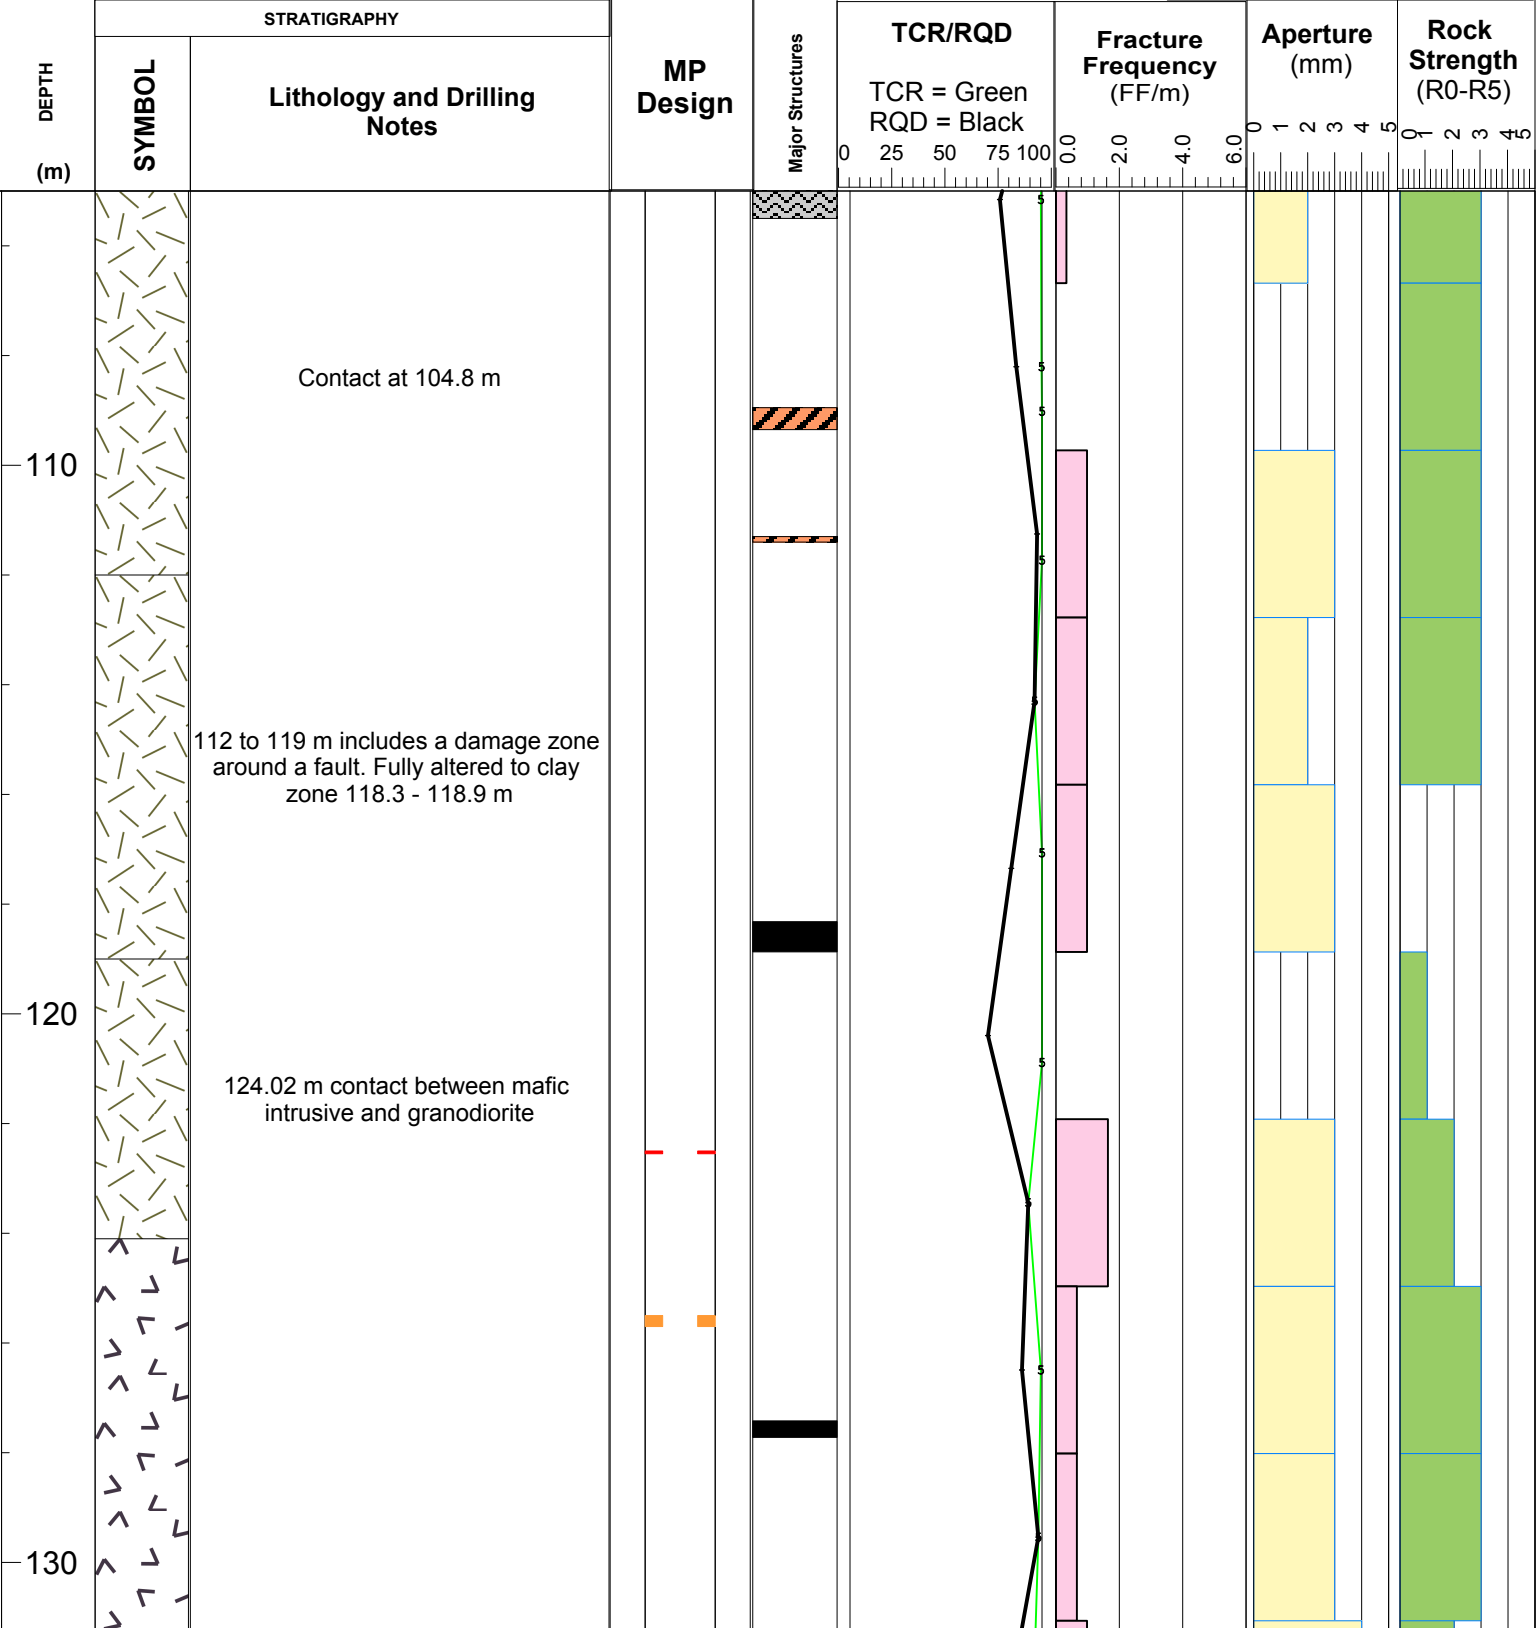 STRATIGRAPHY
DEPTH
(m)
SYMBOL
Lithology and Drilling
Notes
MP
Design
Major Structures
TCR/RQD
TCR = Green
RQD = Black
0 25 50 75 100
Fracture
Frequency
(FF/m)
0.0 2.0 4.0 6.0
Aperture
(mm)
0 1 2 3 4 5
Rock
Strength
(R0-R5)
0 1 2 3 4 5
Contact at 104.8 m
110
112 to 119 m includes a damage zone
around a fault. Fully altered to clay
zone 118.3 - 118.9 m
120
124.02 m contact between mafic
intrusive and granodiorite
130